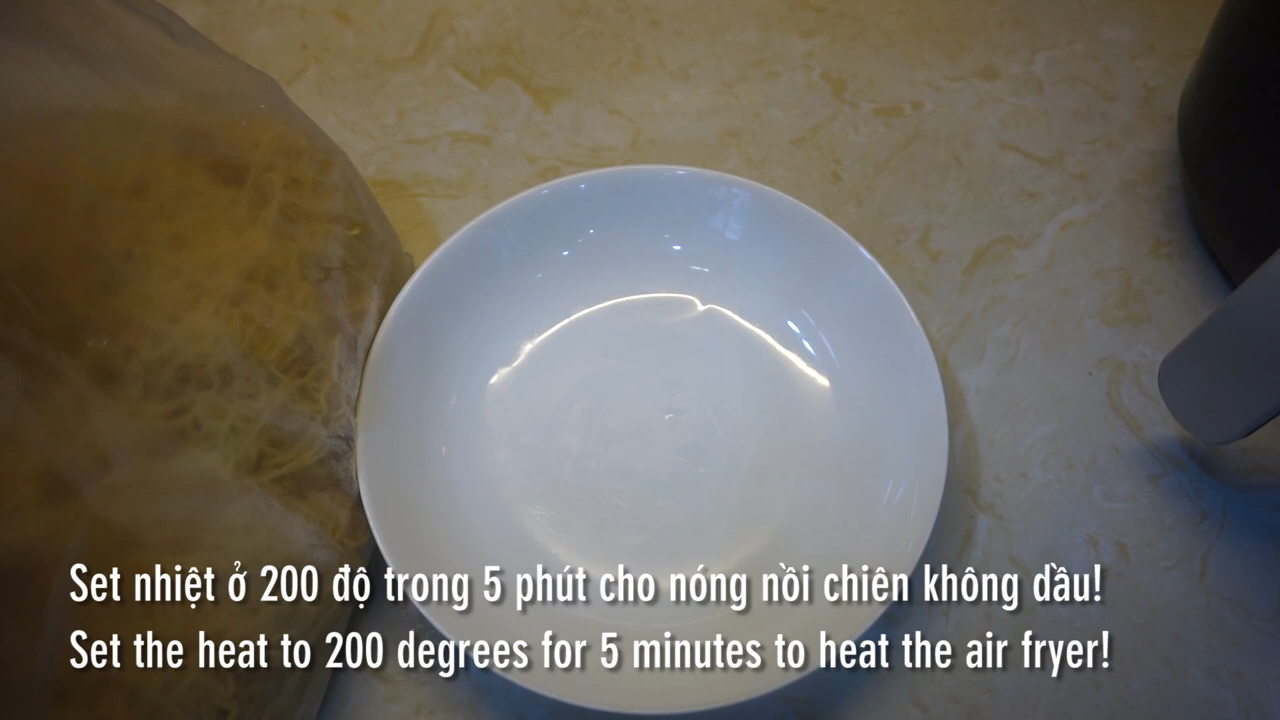 Set nhiệt ở 200 độ trong 5 phút cho nóng nồi chiên không dầu!
Set the heat to 200 degrees for 5 minutes to heat the air fryer!